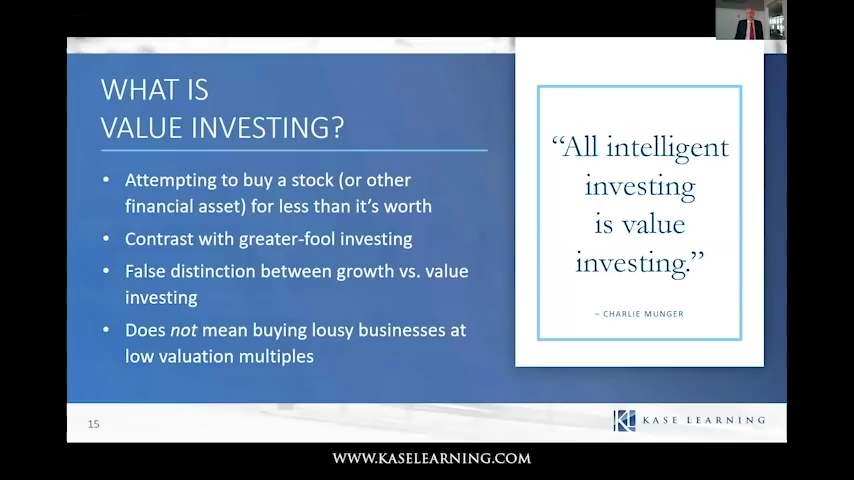 WHAT IS
VALUE INVESTING?
• Attempting to buy a stock (or other
financial asset) for less than it's worth
• Contrast with greater-fool investing
• False distinction between growth vs. value
investing
• Does not mean buying lousy businesses at
low valuation multiples
“All intelligent
investing
is value
investing.”
– CHARLIE MUNGER
15
KL KASE LEARNING
WWW.KASELEARNING.COM